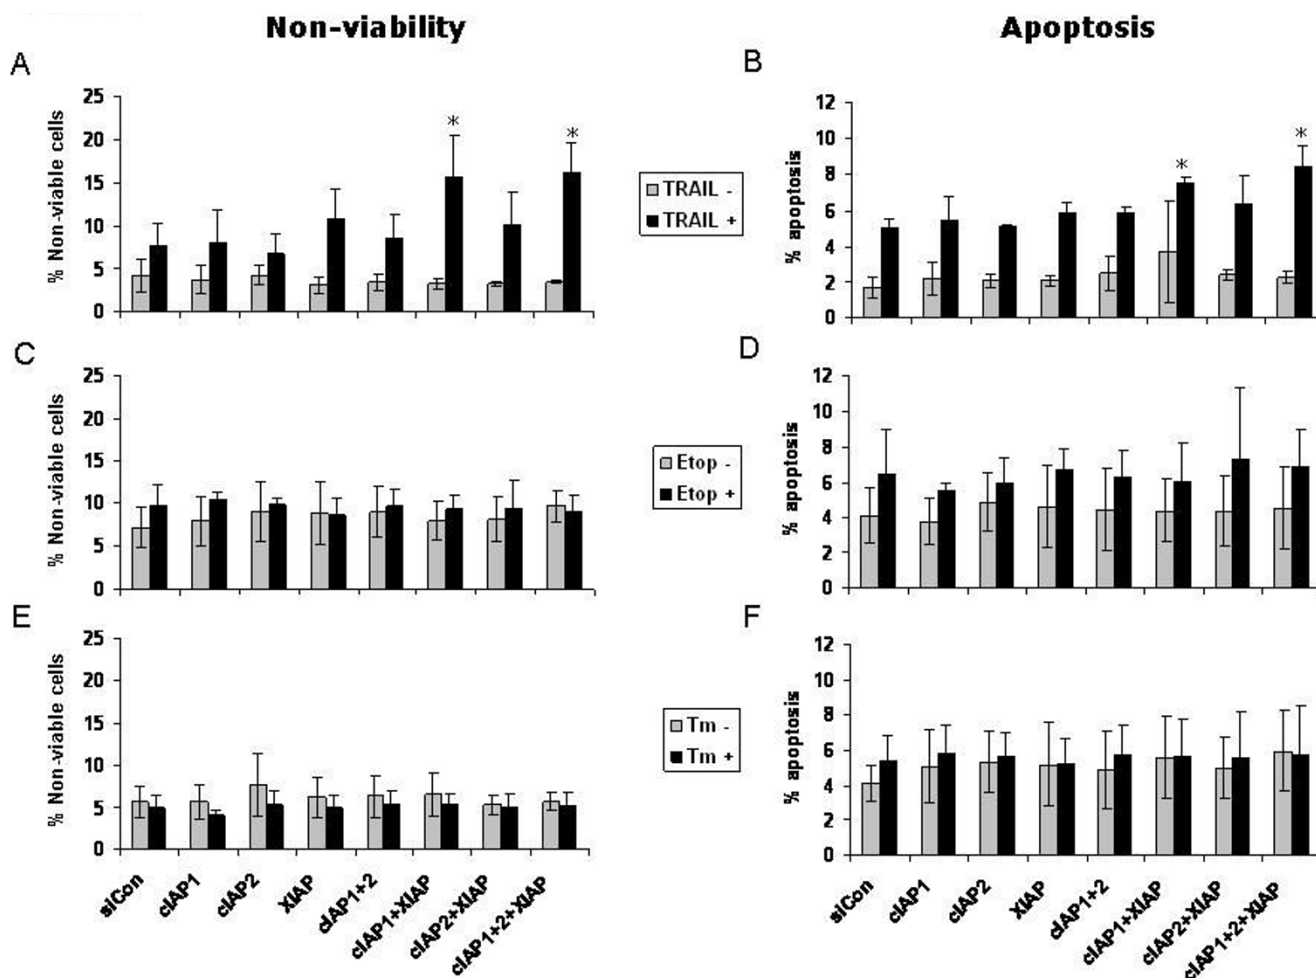 Non-viability
Apoptosis
A
25
20
15
10
5
0
% Non-viable cells
*
*
TRAIL -
TRAIL +
B
12
10
8
6
4
2
0
% apoptosis
*
*
C
25
20
15
10
5
0
% Non-viable cells
Etop -
Etop +
D
12
10
8
6
4
2
0
% apoptosis
E
25
20
15
10
5
0
% Non-viable cells
siCon
cIAP1
cIAP2
XIAP
cIAP1+2
cIAP1+XIAP
cIAP2+XIAP
cIAP1+2+XIAP
Tm -
Tm +
F
12
10
8
6
4
2
0
% apoptosis
siCon
cIAP1
cIAP2
XIAP
cIAP1+2
cIAP1+XIAP
cIAP2+XIAP
cIAP1+2+XIAP